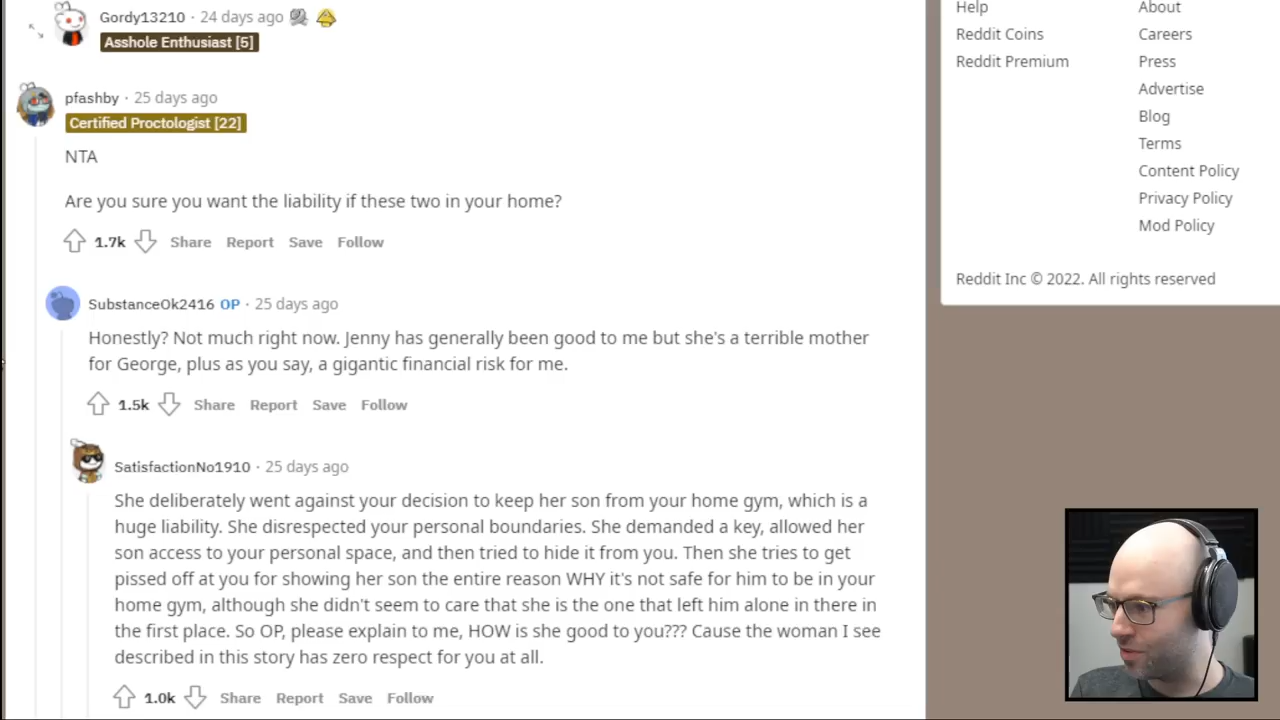 Gordy13210 · 24 days ago
Asshole Enthusiast [5]
pfashby · 25 days ago
Certified Proctologist [22]
NTA
Are you sure you want the liability if these two in your home?
1.7k Share Report Save Follow
SubstanceOk2416 OP · 25 days ago
Honestly? Not much right now. Jenny has generally been good to me but she's a terrible mother
for George, plus as you say, a gigantic financial risk for me.
1.5k Share Report Save Follow
SatisfactionNo1910 · 25 days ago
She deliberately went against your decision to keep her son from your home gym, which is a
huge liability. She disrespected your personal boundaries. She demanded a key, allowed her
son access to your personal space, and then tried to hide it from you. Then she tries to get
pissed off at you for showing her son the entire reason WHY it's not safe for him to be in your
home gym, although she didn't seem to care that she is the one that left him alone in there in
the first place. So OP, please explain to me, HOW is she good to you??? Cause the woman I see
described in this story has zero respect for you at all.
1.0k Share Report Save Follow
Help
Reddit Coins
Reddit Premium
About
Careers
Press
Advertise
Blog
Terms
Content Policy
Privacy Policy
Mod Policy
Reddit Inc © 2022. All rights reserved